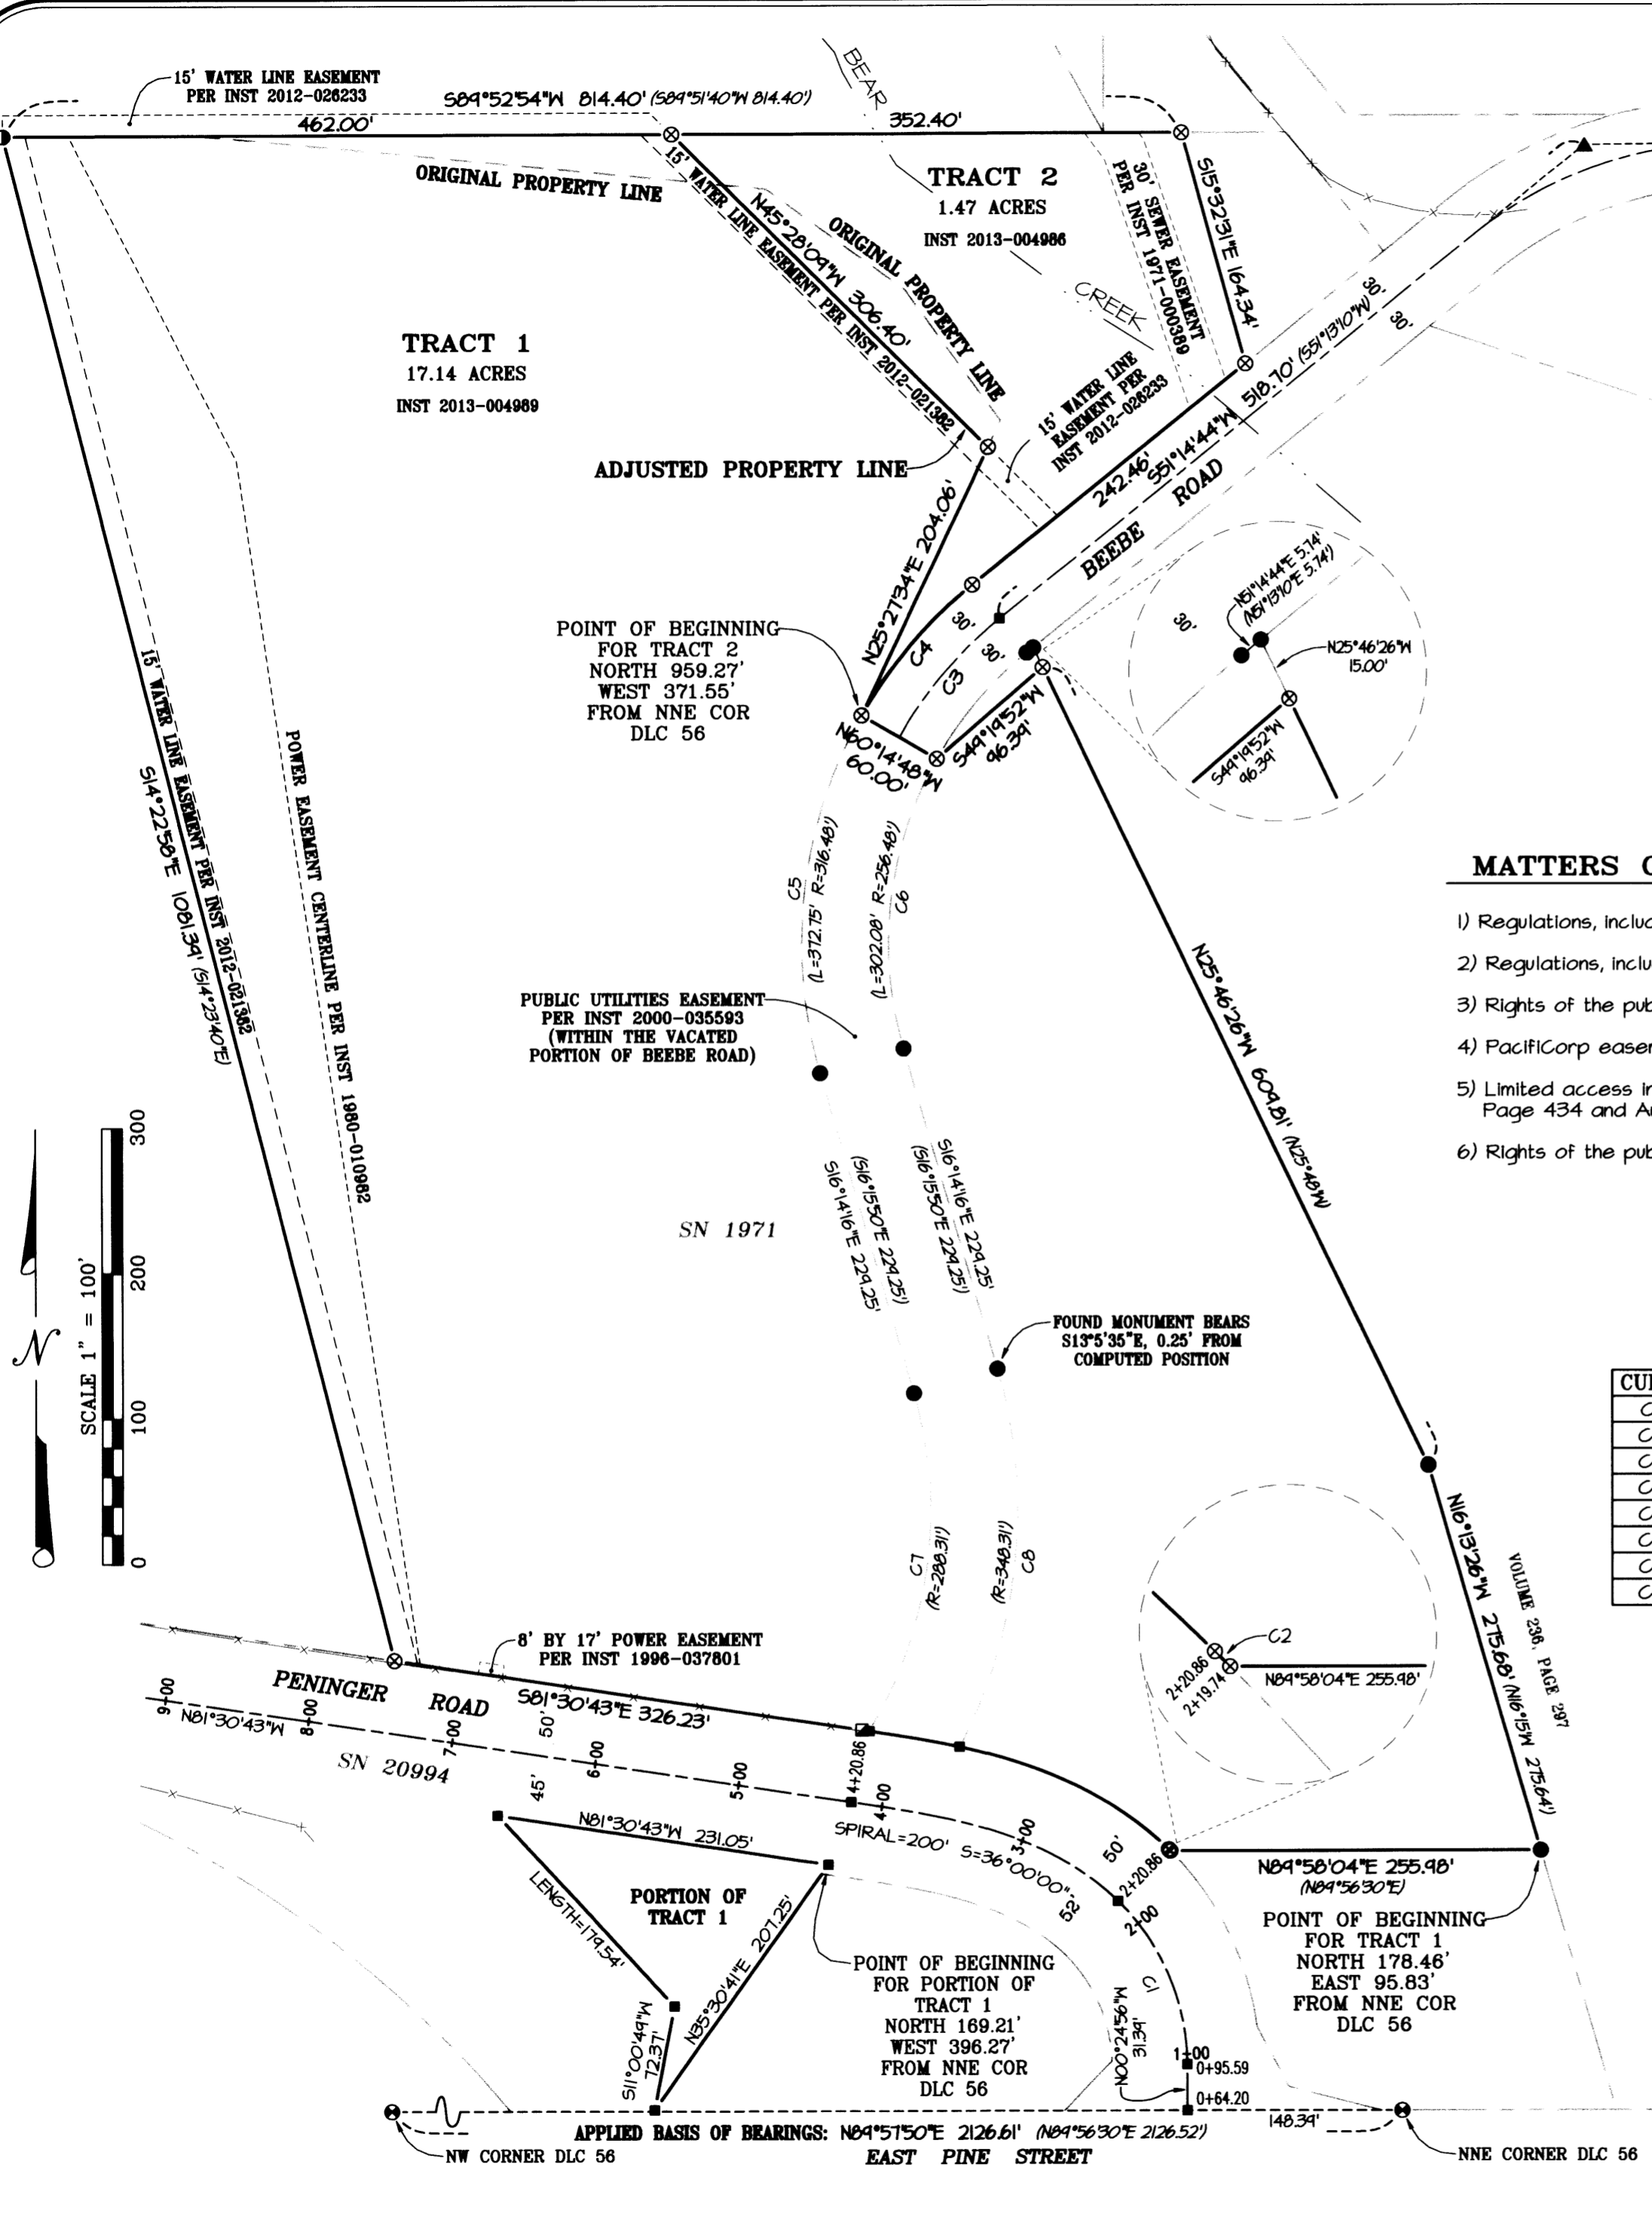 15' WATER LINE EASEMENT
PER INST 2012-026233
S89°52'54"W 814.40' (S89°51'40"W 814.40')
462.00'
352.40'
BEAR
CREEK
ORIGINAL PROPERTY LINE
15' WATER LINE EASEMENT PER INST 2012-021382
N45°28'09"W 306.40'
ORIGINAL PROPERTY LINE
TRACT 2
1.47 ACRES
INST 2013-004986
30' SEWER EASEMENT
PER INST 1971-000389
S15°32'31"E 164.34'
TRACT 1
17.14 ACRES
INST 2013-004989
ADJUSTED PROPERTY LINE
15' WATER LINE
EASEMENT PER
INST 2012-026233
30'
30'
242.46'
S51°14'44"W 518.70' (S51°13'10"W)
BEEBE ROAD
N25°27'34"E 204.06'
C4
30'
30'
C3
POINT OF BEGINNING
FOR TRACT 2
NORTH 959.27'
WEST 371.55'
FROM NNE COR
DLC 56
N60°14'48"W
60.00'
S49°19'52"W
96.39'
N51°14'44"E 5.74'
(N51°13'10"E 5.74')
30'
N25°46'26"W
15.00'
S49°19'52"W
96.39'
15' WATER LINE EASEMENT PER INST 2012-021382
S14°22'58"E 1081.39' (S14°23'40"E)
POWER EASEMENT CENTERLINE PER INST 1980-010982
C5
(L=372.75' R=316.48')
(L=302.08' R=256.48')
C6
MATTERS
1) Regulations,
2) Regulations,
3) Rights of the
4) PacifiCorp
5) Limited access
Page 434 and
6) Rights of the
PUBLIC UTILITIES EASEMENT
PER INST 2000-035593
(WITHIN THE VACATED
PORTION OF BEEBE ROAD)
N25°46'26"W 609.81' (N25°48'W)
S16°14'16"E 229.25'
(S16°15'50"E 229.25')
S16°14'16"E 229.25'
(S16°15'50"E 229.25')
SN 1971
FOUND MONUMENT BEARS
S13°5'35"E, 0.25' FROM
COMPUTED POSITION
N
SCALE 1" = 100'
0
100
200
300
C7
(R=288.31')
(R=348.31')
C8
N16°13'26"W 275.68' (N16°15'W 275.64')
VOLUME 236, PAGE 297
C2
2+20.86
2+19.74
N89°58'04"E 255.98'
8' BY 17' POWER EASEMENT
PER INST 1996-037801
PENINGER ROAD
S81°30'43"E 326.23'
9+00
N81°30'43"W
8+00
7+00
50'
6+00
5+00
4+20.86
4+00
3+00
SN 20994
45'
SPIRAL=200' S=36°00'00"
50'
52'
2+20.86
2+00
N81°30'43"W 231.05'
LENGTH=179.54'
PORTION OF
TRACT 1
N35°30'41"E 207.25'
S11°00'49"W
72.37'
POINT OF BEGINNING
FOR PORTION OF
TRACT 1
NORTH 169.21'
WEST 396.27'
FROM NNE COR
DLC 56
N89°58'04"E 255.98'
(N89°56'30"E)
POINT OF BEGINNING
FOR TRACT 1
NORTH 178.46'
EAST 95.83'
FROM NNE COR
DLC 56
C1
N00°24'56"W
31.39'
1+00
0+95.59
0+64.20
148.39'
APPLIED BASIS OF BEARINGS: N89°57'50"E 2126.61' (N89°56'30"E 2126.52')
EAST PINE STREET
NW CORNER DLC 56
NNE CORNER DLC 56